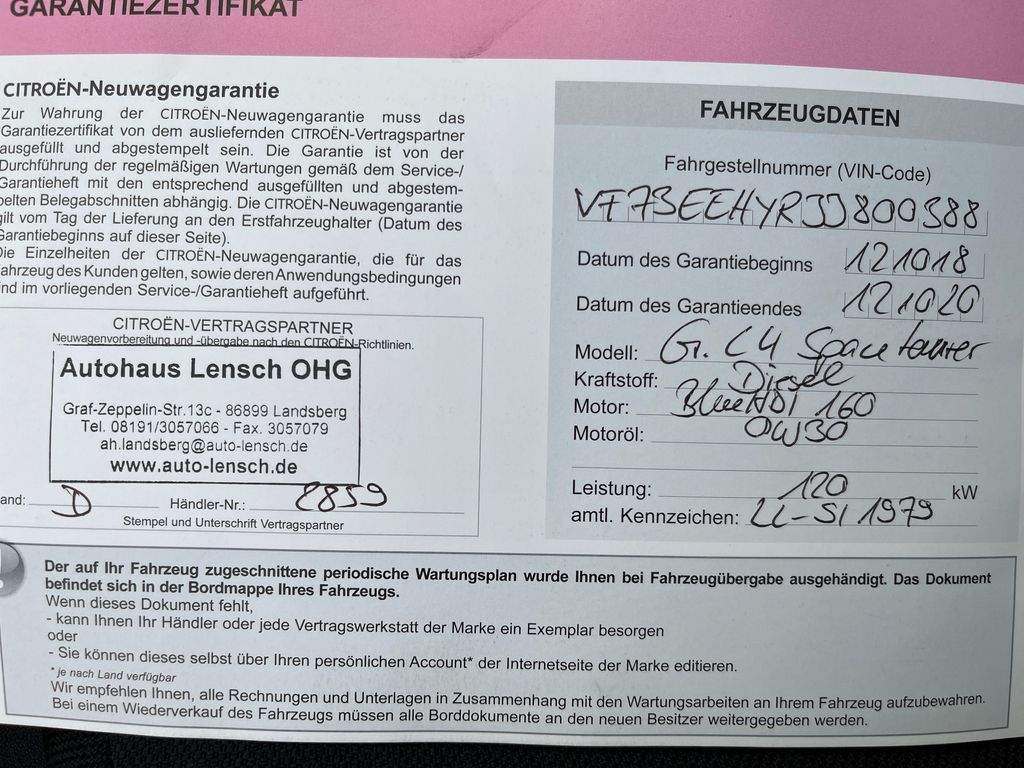 GARANTIEZERTIFIKAT
CITROËN-Neuwagengarantie
Zur Wahrung der CITROËN-Neuwagengarantie muss das
Garantiezertifikat von dem ausliefernden CITROËN-Vertragspartner
ausgefüllt und abgestempelt sein. Die Garantie ist von der
Durchführung der regelmäßigen Wartungen gemäß dem Service-/
Garantieheft mit den entsprechend ausgefüllten und abgestem-
pelten Belegabschnitten abhängig. Die CITROËN-Neuwagengarantie
gilt vom Tag der Lieferung an den Erstfahrzeughalter (Datum des
Garantiebeginns auf dieser Seite).
Die Einzelheiten der CITROËN-Neuwagengarantie, die für das
Fahrzeug des Kunden gelten, sowie deren Anwendungsbedingungen
sind im vorliegenden Service-/Garantieheft aufgeführt.
CITROËN-VERTRAGSPARTNER
Neuwagenvorbereitung und -übergabe nach den CITROËN-Richtlinien.
Autohaus Lensch OHG
Graf-Zeppelin-Str.13c - 86899 Landsberg
Tel. 08191/3057066 - Fax. 3057079
ah.landsberg@auto-lensch.de
www.auto-lensch.de
and: D Händler-Nr.: 2859
Stempel und Unterschrift Vertragspartner
FAHRZEUGDATEN
Fahrgestellnummer (VIN-Code)
VF73EEHYRJJ800388
Datum des Garantiebeginns 121018
Datum des Garantieendes 121020
Modell: Gr. C4 Spacetourer
Kraftstoff: Diesel
Motor: BlueHDI 160
Motoröl: 0W30
Leistung: 120 kW
amtl. Kennzeichen: LL-SI 1979
Der auf Ihr Fahrzeug zugeschnittene periodische Wartungsplan wurde Ihnen bei Fahrzeugübergabe ausgehändigt. Das Dokument
befindet sich in der Bordmappe Ihres Fahrzeugs.
Wenn dieses Dokument fehlt,
- kann Ihnen Ihr Händler oder jede Vertragswerkstatt der Marke ein Exemplar besorgen
oder
- Sie können dieses selbst über Ihren persönlichen Account* der Internetseite der Marke editieren.
* je nach Land verfügbar
Wir empfehlen Ihnen, alle Rechnungen und Unterlagen in Zusammenhang mit den Wartungsarbeiten an Ihrem Fahrzeug aufzubewahren.
Bei einem Wiederverkauf des Fahrzeugs müssen alle Borddokumente an den neuen Besitzer weitergegeben werden.